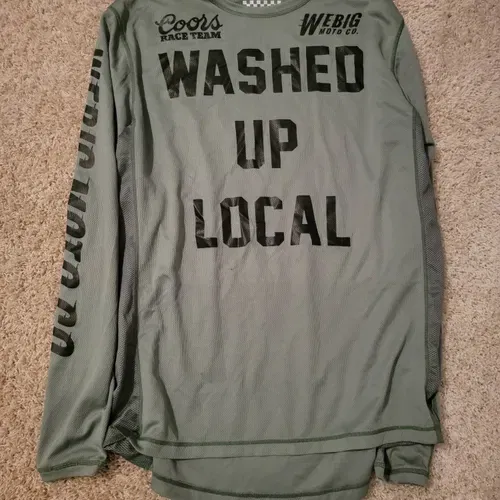 Coors
RACE TEAM
WEBIG
MOTO CO.
WASHED
UP
LOCAL
WEBIG MOTO CO